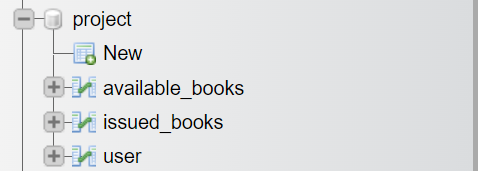 project
New
available_books
issued_books
user